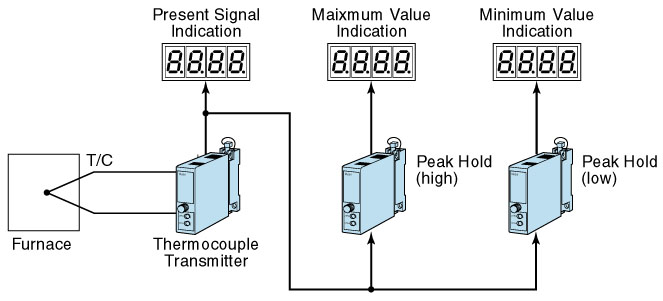 Present Signal
Indication
8.8.8.8
Maixmum Value
Indication
8.8.8.8
Minimum Value
Indication
8.8.8.8
T/C
Furnace
Thermocouple
Transmitter
Peak Hold
(high)
Peak Hold
(low)